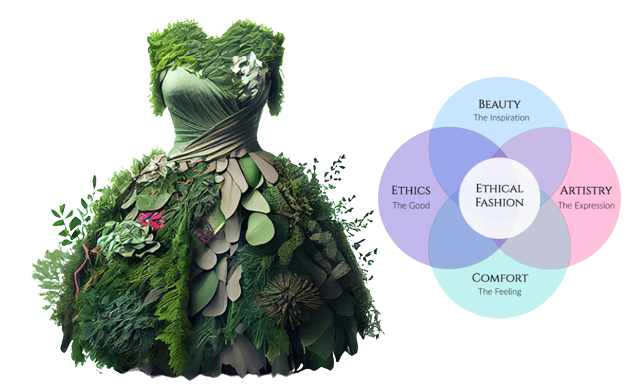 BEAUTY
The Inspiration
ETHICS
The Good
ETHICAL
FASHION
ARTISTRY
The Expression
COMFORT
The Feeling